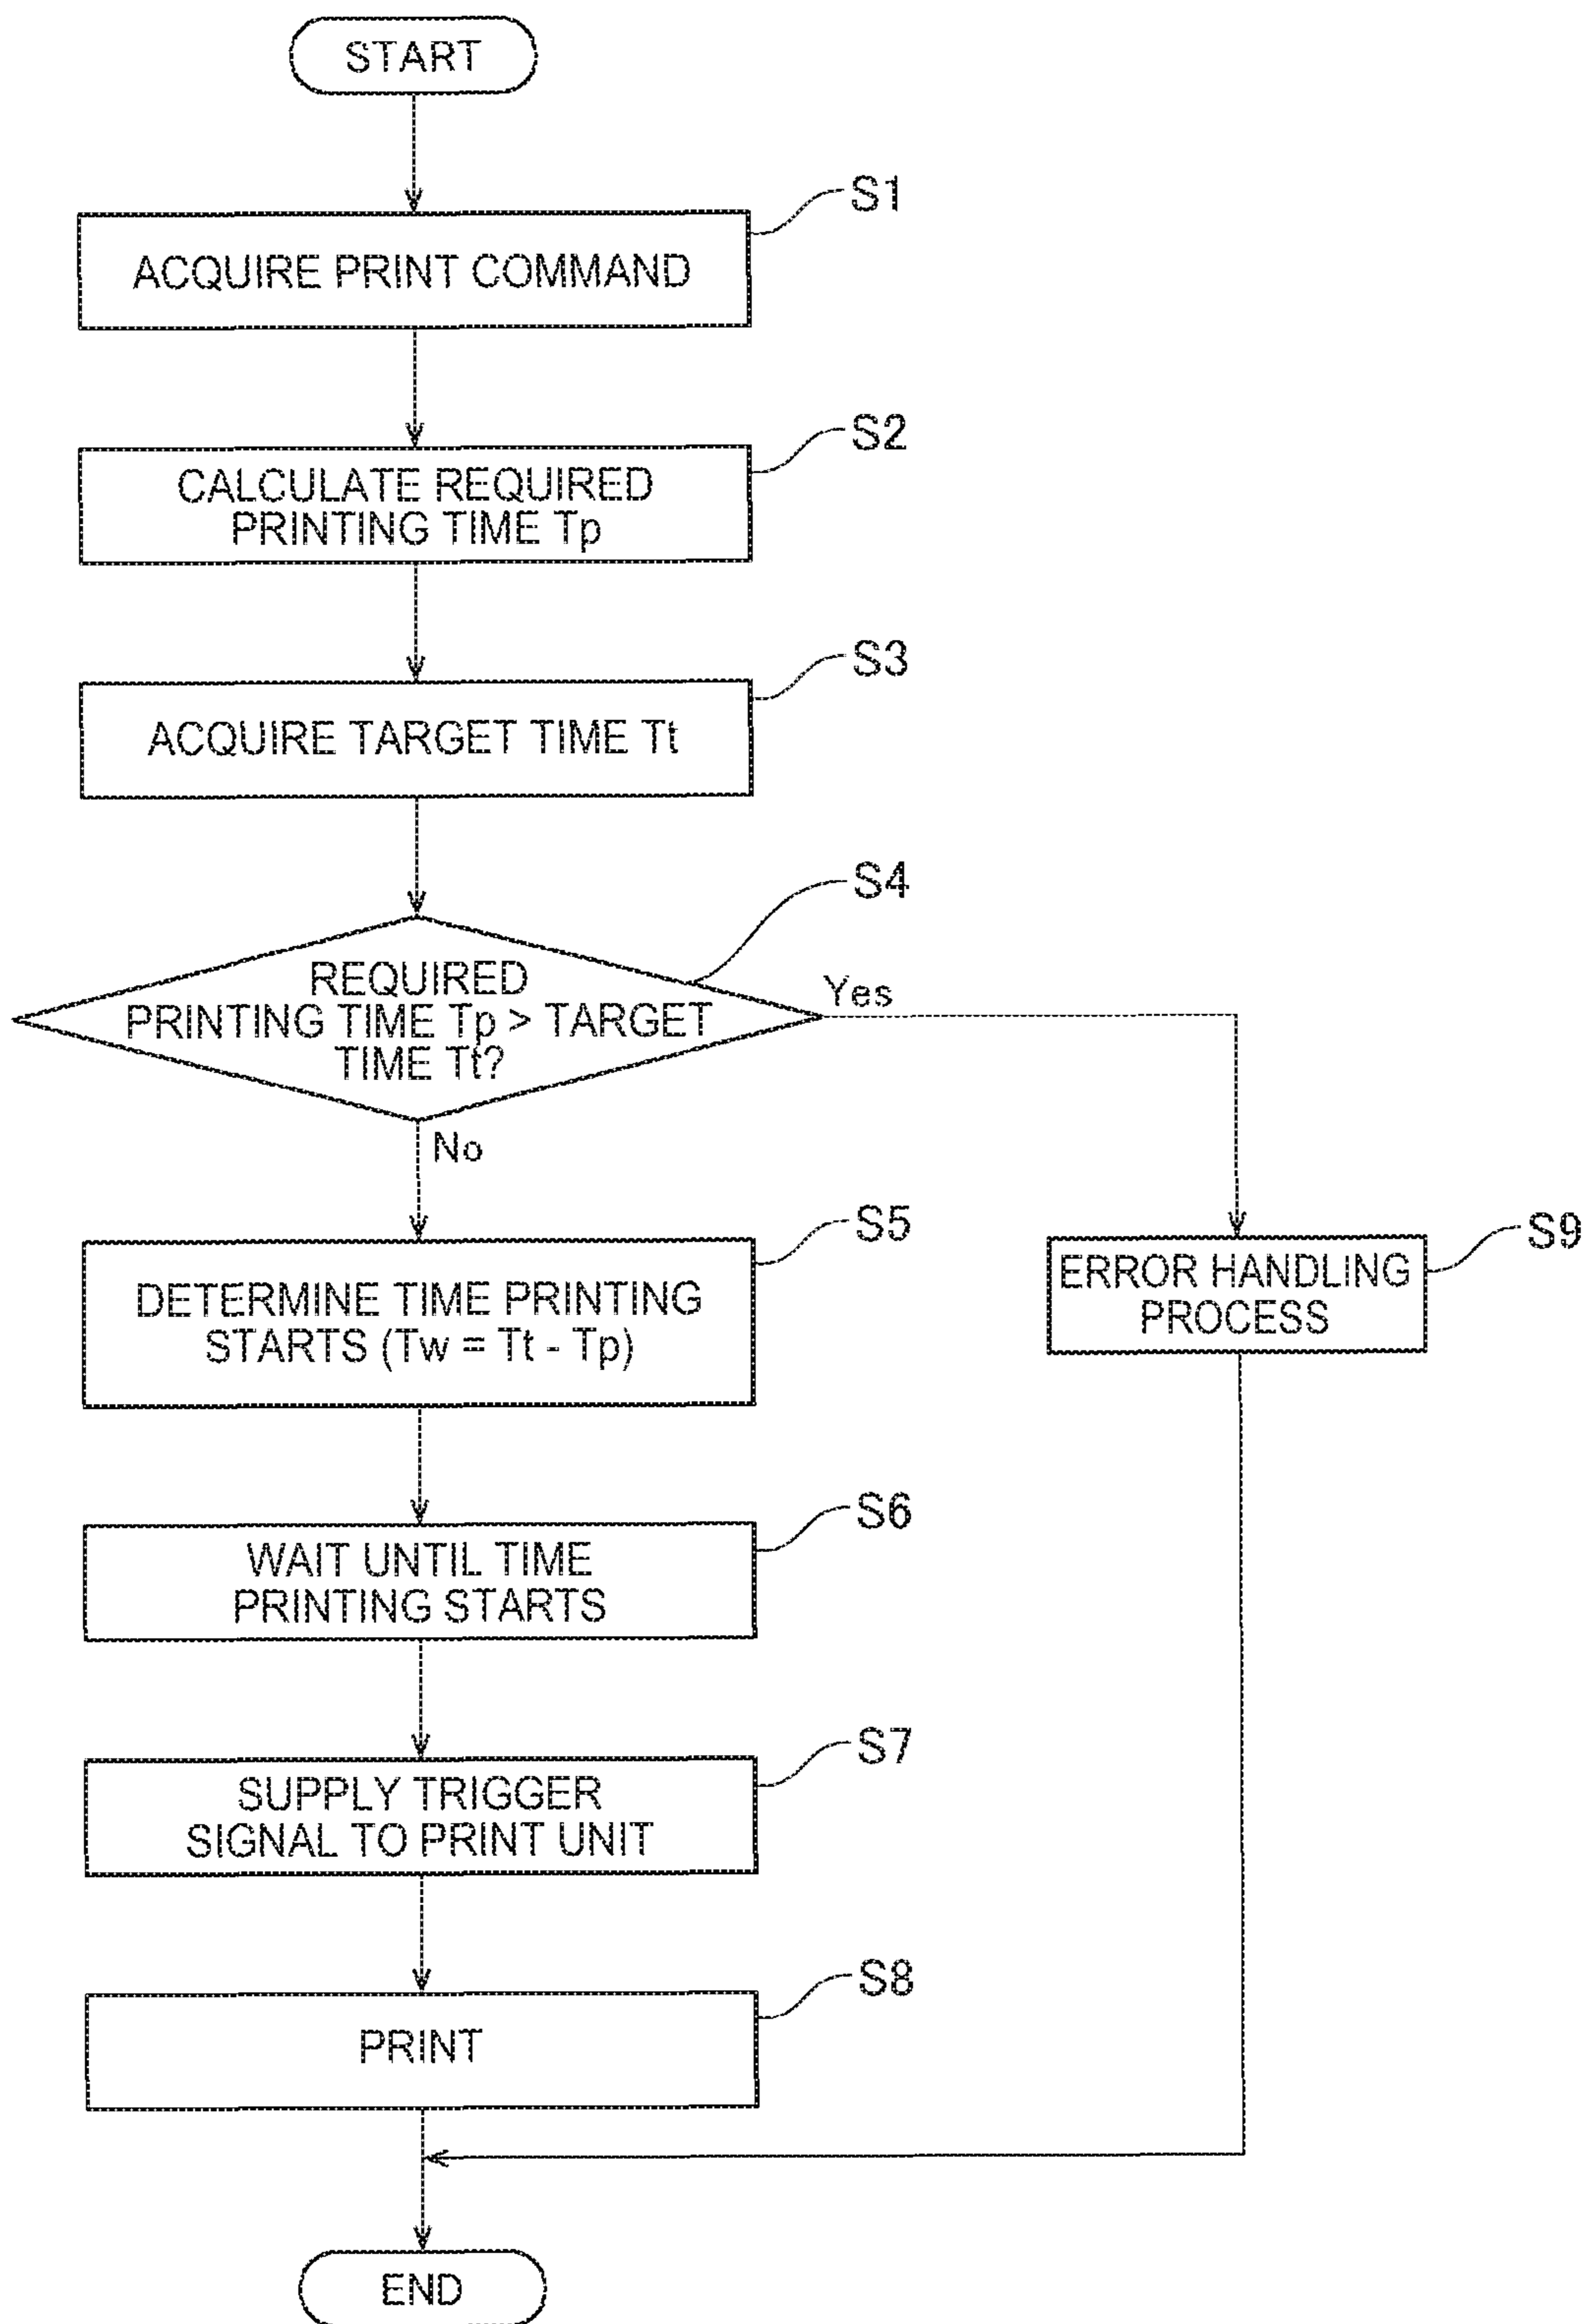 START
S1
ACQUIRE PRINT COMMAND
S2
CALCULATE REQUIRED
PRINTING TIME Tp
S3
ACQUIRE TARGET TIME Tt
S4
REQUIRED
PRINTING TIME Tp > TARGET
TIME Tt?
Yes
No
S5
DETERMINE TIME PRINTING
STARTS (Tw = Tt - Tp)
S9
ERROR HANDLING
PROCESS
S6
WAIT UNTIL TIME
PRINTING STARTS
S7
SUPPLY TRIGGER
SIGNAL TO PRINT UNIT
S8
PRINT
END